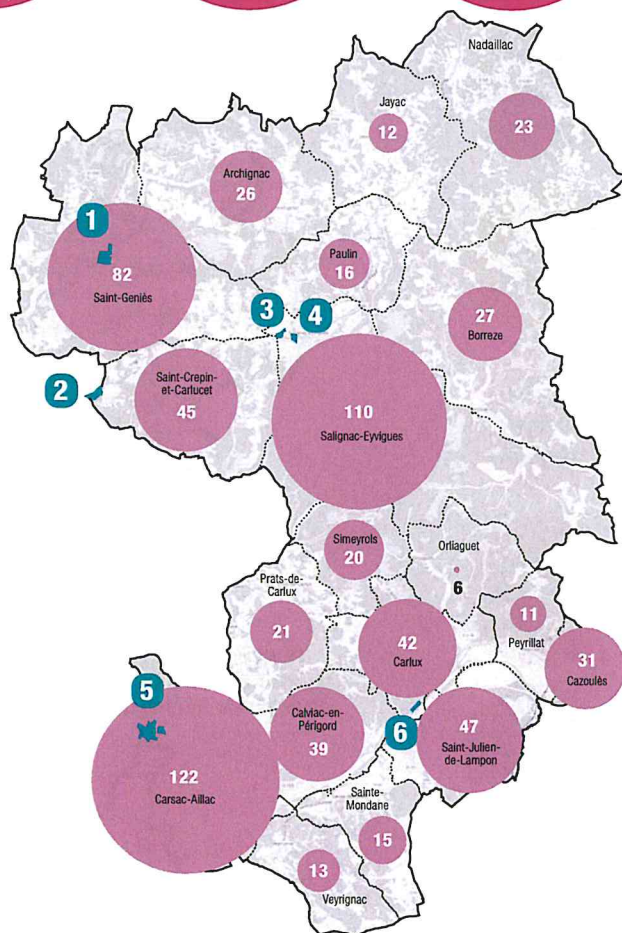 Nadaillac
23
Jayac
12
Archignac
26
1
82
Saint-Geniès
Paulin
16
3
4
27
Borreze
2
Saint-Crepin-
et-Carlucet
45
110
Salignac-Eyvigues
Simeyrols
20
Orliaguet
6
Prats-de-
Carlux
21
11
Peyrillat
42
Carlux
31
Cazoulès
5
122
Carsac-Aillac
Calviac-en-
Périgord
39
6
47
Saint-Julien-
de-Lampon
Sainte-
Mondane
15
13
Veyrignac